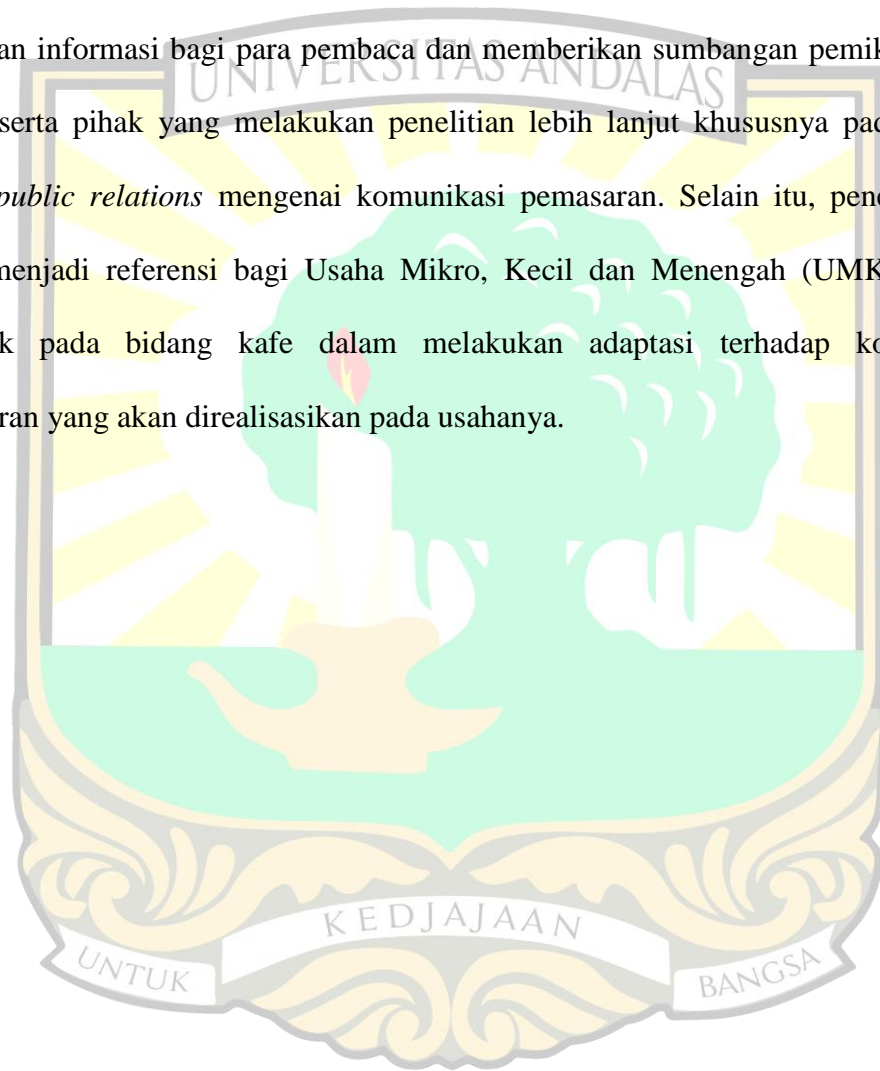 an informasi bagi para pembaca dan memberikan sumbangan pemik
UNIVERSITAS ANDALAS
serta pihak yang melakukan penelitian lebih lanjut khususnya pad
public relations mengenai komunikasi pemasaran. Selain itu, pene
menjadi referensi bagi Usaha Mikro, Kecil dan Menengah (UMK
k pada bidang kafe dalam melakukan adaptasi terhadap ko
ran yang akan direalisasikan pada usahanya.
KEDJAJAAN
UNTUK
BANGSA